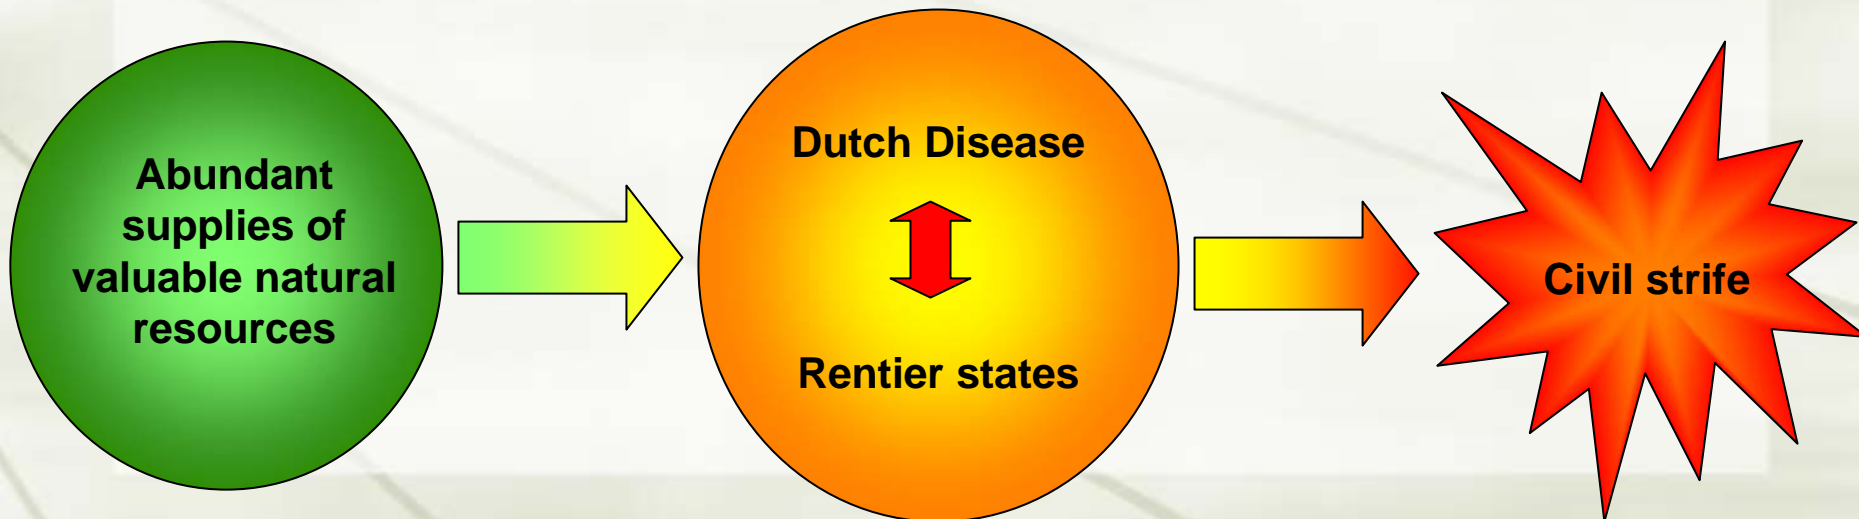 Abundant
supplies of
valuable natural
resources
Dutch Disease
Rentier states
Civil strife